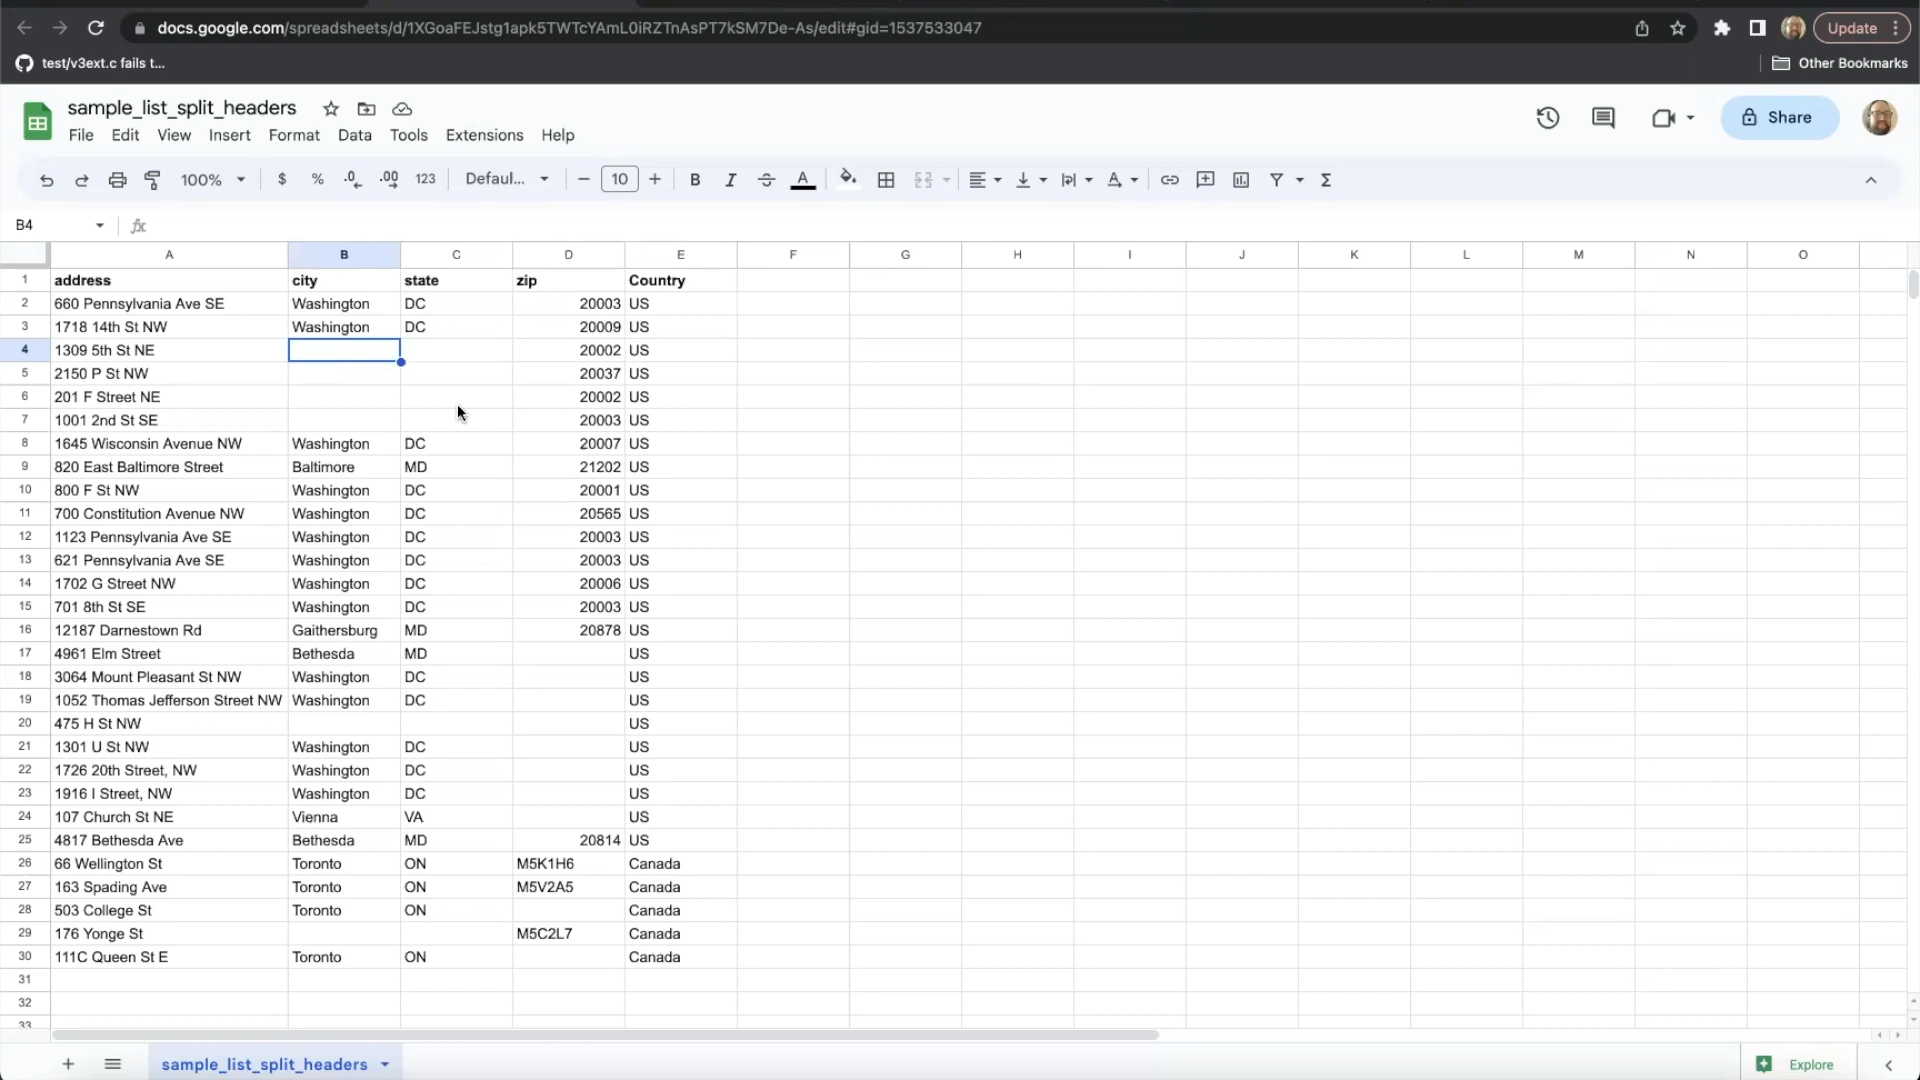 docs.google.com/spreadsheets/d/1XGoaFEJstg1apk5TWTcYAmL0iRZTnAsPT7kSM7De-As/edit#gid=1537533047
Update
test/v3ext.c fails t...
Other Bookmarks
sample_list_split_headers
File Edit View Insert Format Data Tools Extensions Help
Share
100% $ % .0 .00 123 Defaul... 10 B I A
B4 fx
A B C D E F G H I J K L M N O
1 address city state zip Country
2 660 Pennsylvania Ave SE Washington DC 20003 US
3 1718 14th St NW Washington DC 20009 US
4 1309 5th St NE 20002 US
5 2150 P St NW 20037 US
6 201 F Street NE 20002 US
7 1001 2nd St SE 20003 US
8 1645 Wisconsin Avenue NW Washington DC 20007 US
9 820 East Baltimore Street Baltimore MD 21202 US
10 800 F St NW Washington DC 20001 US
11 700 Constitution Avenue NW Washington DC 20565 US
12 1123 Pennsylvania Ave SE Washington DC 20003 US
13 621 Pennsylvania Ave SE Washington DC 20003 US
14 1702 G Street NW Washington DC 20006 US
15 701 8th St SE Washington DC 20003 US
16 12187 Darnestown Rd Gaithersburg MD 20878 US
17 4961 Elm Street Bethesda MD US
18 3064 Mount Pleasant St NW Washington DC US
19 1052 Thomas Jefferson Street NW Washington DC US
20 475 H St NW US
21 1301 U St NW Washington DC US
22 1726 20th Street, NW Washington DC US
23 1916 I Street, NW Washington DC US
24 107 Church St NE Vienna VA US
25 4817 Bethesda Ave Bethesda MD 20814 US
26 66 Wellington St Toronto ON M5K1H6 Canada
27 163 Spading Ave Toronto ON M5V2A5 Canada
28 503 College St Toronto ON Canada
29 176 Yonge St M5C2L7 Canada
30 111C Queen St E Toronto ON Canada
31
32
33
sample_list_split_headers
Explore